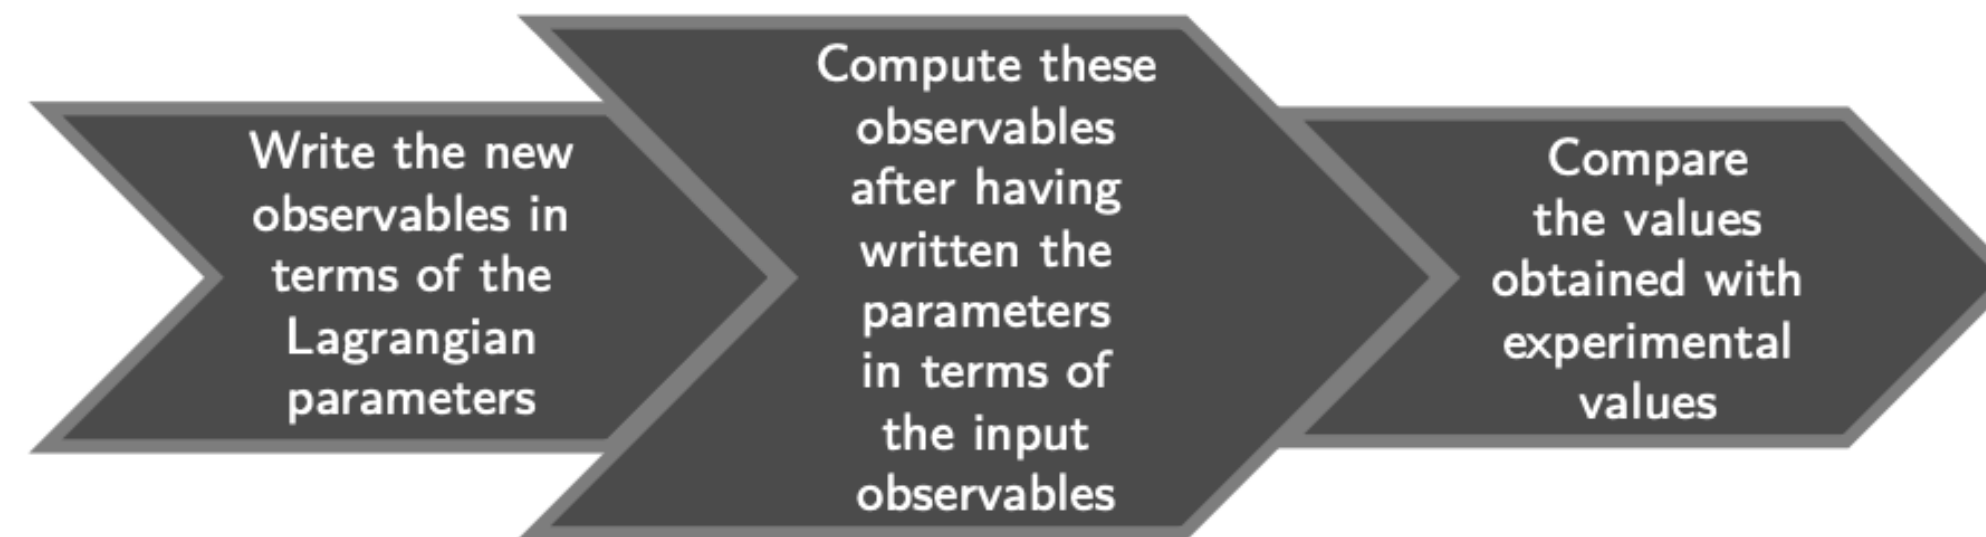 Write the new
observables in
terms of the
Lagrangian
parameters
Compute these
observables
after having
written the
parameters
in terms of
the input
observables
Compare
the values
obtained with
experimental
values